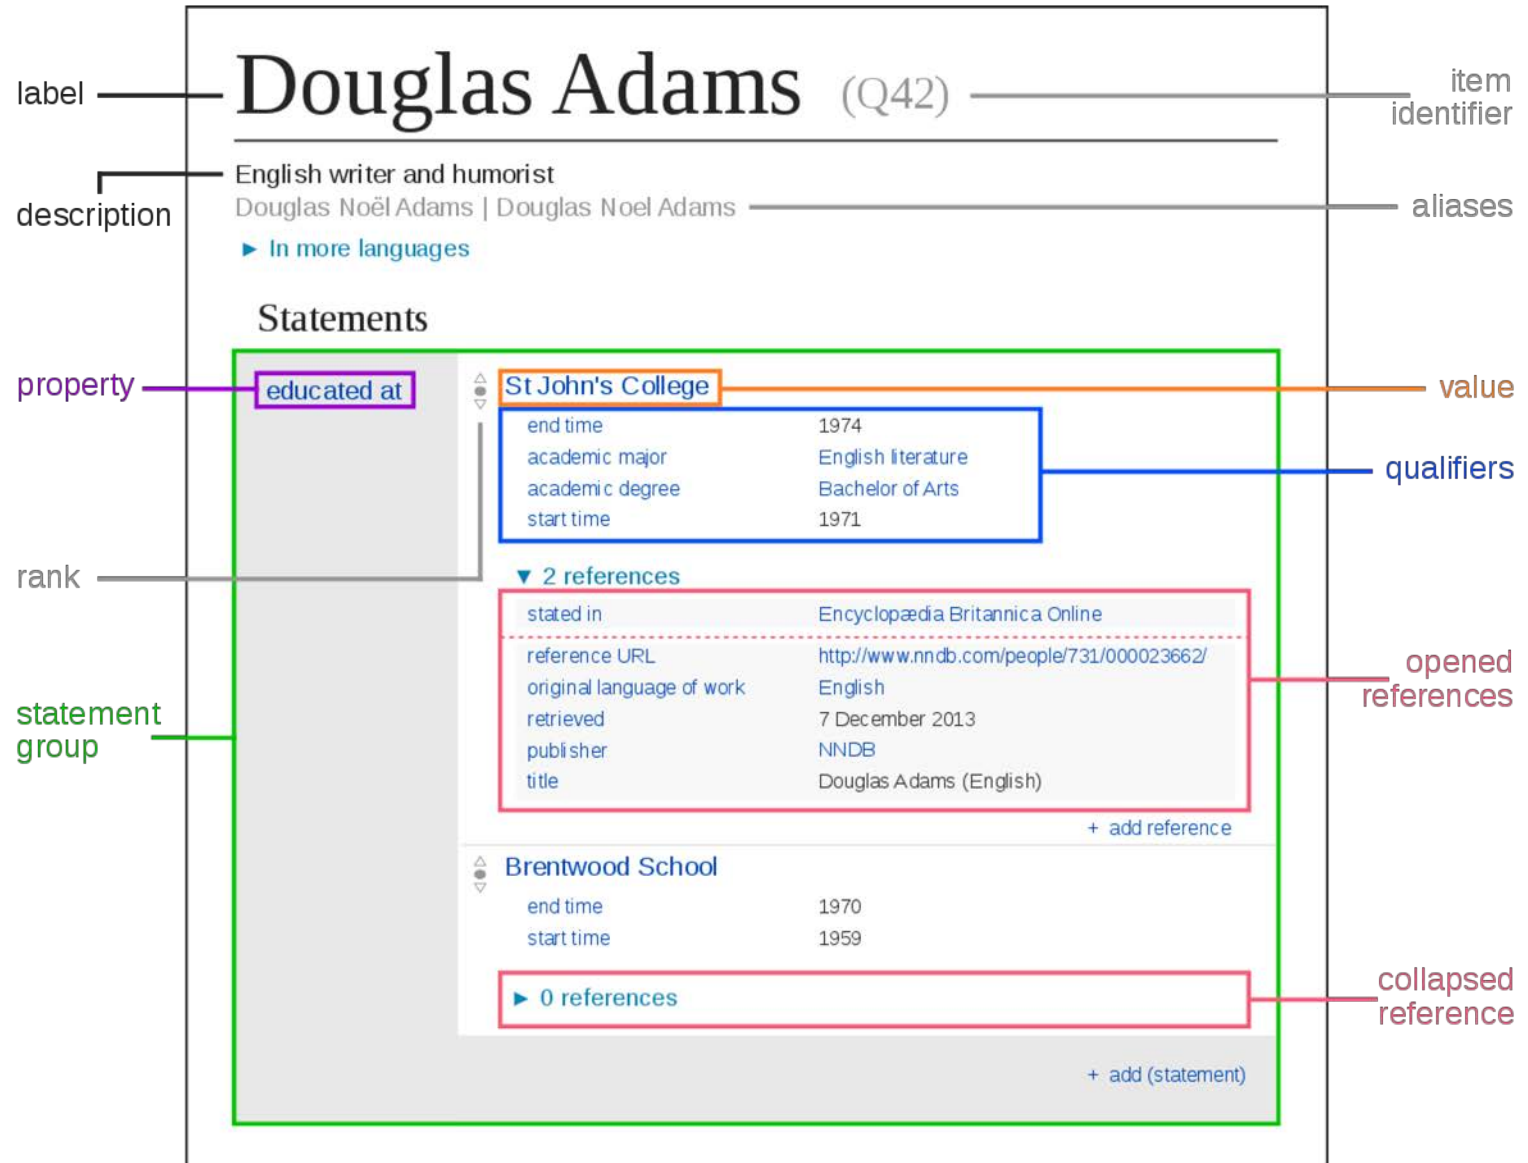 label
Douglas Adams (Q42)
item
identifier
description
English writer and humorist
Douglas Noël Adams | Douglas Noel Adams
aliases
► In more languages
Statements
property
educated at
St John's College
value
end time 1974
academic major English literature
academic degree Bachelor of Arts
start time 1971
qualifiers
rank
▼ 2 references
stated in Encyclopædia Britannica Online
reference URL http://www.nndb.com/people/731/000023662/
original language of work English
retrieved 7 December 2013
publisher NNDB
title Douglas Adams (English)
opened
references
statement
group
+ add reference
Brentwood School
end time 1970
start time 1959
► 0 references
collapsed
reference
+ add (statement)